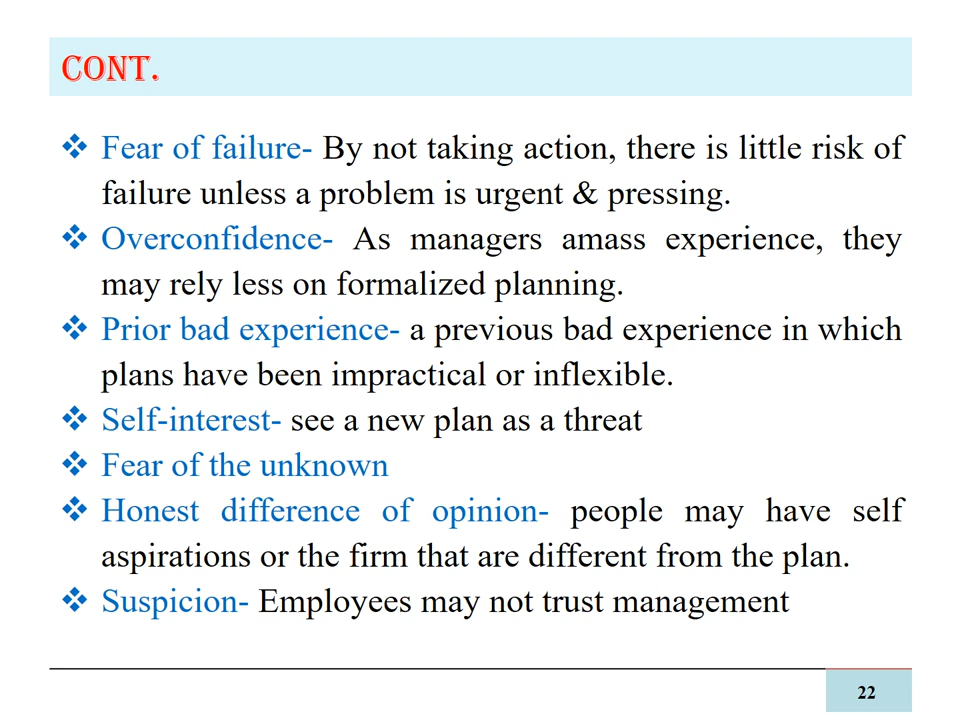 CONT.
❖ Fear of failure- By not taking action, there is little risk of
failure unless a problem is urgent & pressing.
❖ Overconfidence- As managers amass experience, they
may rely less on formalized planning.
❖ Prior bad experience- a previous bad experience in which
plans have been impractical or inflexible.
❖ Self-interest- see a new plan as a threat
❖ Fear of the unknown
❖ Honest difference of opinion- people may have self
aspirations or the firm that are different from the plan.
❖ Suspicion- Employees may not trust management
22